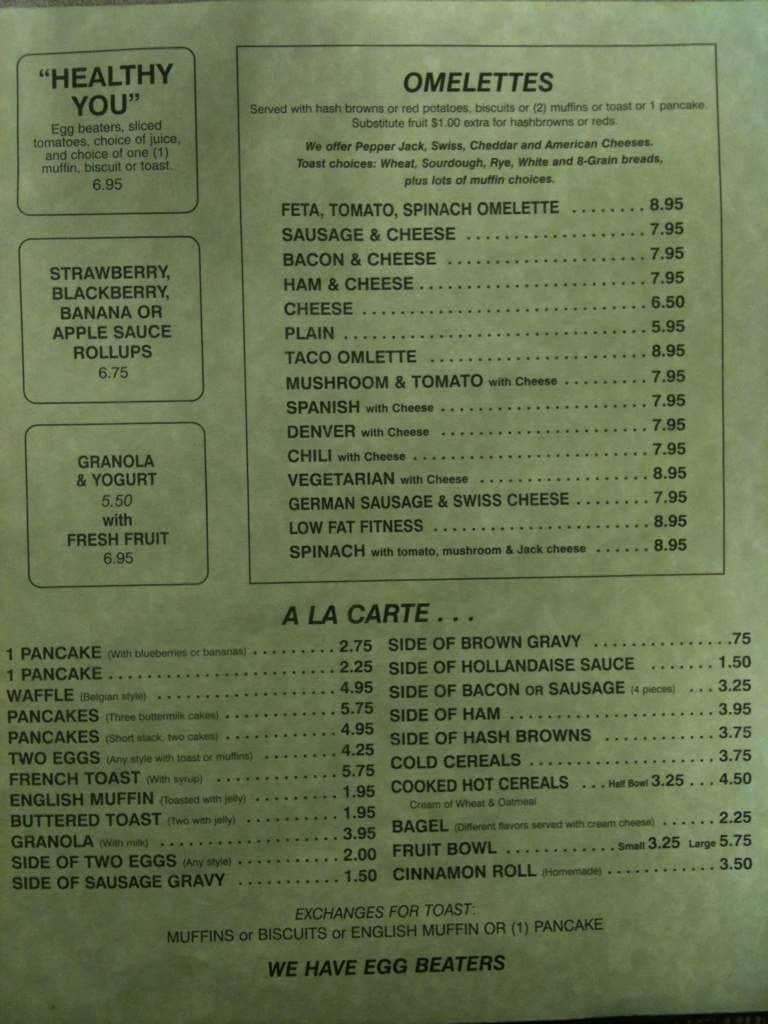 "HEALTHY
YOU"
Egg beaters, sliced
tomatoes, choice of juice,
and choice of one (1)
muffin, biscuit or toast.
6.95
STRAWBERRY,
BLACKBERRY,
BANANA OR
APPLE SAUCE
ROLLUPS
6.75
GRANOLA
& YOGURT
5.50
with
FRESH FRUIT
6.95
OMELETTES
Served with hash browns or red potatoes, biscuits or (2) muffins or toast or 1 pancake.
Substitute fruit $1.00 extra for hashbrowns or reds.
We offer Pepper Jack, Swiss, Cheddar and American Cheeses.
Toast choices: Wheat, Sourdough, Rye, White and 8-Grain breads,
plus lots of muffin choices.
FETA, TOMATO, SPINACH OMELETTE ........ 8.95
SAUSAGE & CHEESE .................... 7.95
BACON & CHEESE ...................... 7.95
HAM & CHEESE ......................... 7.95
CHEESE ............................... 6.50
PLAIN ................................. 5.95
TACO OMLETTE ........................ 8.95
MUSHROOM & TOMATO with Cheese ......... 7.95
SPANISH with Cheese ....................... 7.95
DENVER with Cheese ....................... 7.95
CHILI with Cheese .......................... 7.95
VEGETARIAN with Cheese ................... 8.95
GERMAN SAUSAGE & SWISS CHEESE ........ 7.95
LOW FAT FITNESS ........................ 8.95
SPINACH with tomato, mushroom & Jack cheese ...... 8.95
A LA CARTE . . .
1 PANCAKE (With blueberries or bananas) ......... 2.75
1 PANCAKE ......................... 2.25
WAFFLE (Belgian style) .................... 4.95
PANCAKES (Three buttermilk cakes) ............ 5.75
PANCAKES (Short stack, two cakes) ............ 4.95
TWO EGGS (Any style with toast or muffins) ......... 4.25
FRENCH TOAST (With syrup) ............. 5.75
ENGLISH MUFFIN (Toasted with jelly) ......... 1.95
BUTTERED TOAST (Two with jelly) .......... 1.95
GRANOLA (With milk) ..................... 3.95
SIDE OF TWO EGGS (Any style) ........... 2.00
SIDE OF SAUSAGE GRAVY ............ 1.50
SIDE OF BROWN GRAVY .............. .75
SIDE OF HOLLANDAISE SAUCE ....... 1.50
SIDE OF BACON OR SAUSAGE (4 pieces) ... 3.25
SIDE OF HAM ..................... 3.95
SIDE OF HASH BROWNS ............ 3.75
COLD CEREALS ................... 3.75
COOKED HOT CEREALS ... Half Bowl 3.25 ... 4.50
Cream of Wheat & Oatmeal
BAGEL (Different flavors served with cream cheese) ...... 2.25
FRUIT BOWL ............ Small 3.25 Large 5.75
CINNAMON ROLL (Homemade) ............ 3.50
EXCHANGES FOR TOAST:
MUFFINS or BISCUITS or ENGLISH MUFFIN OR (1) PANCAKE
WE HAVE EGG BEATERS